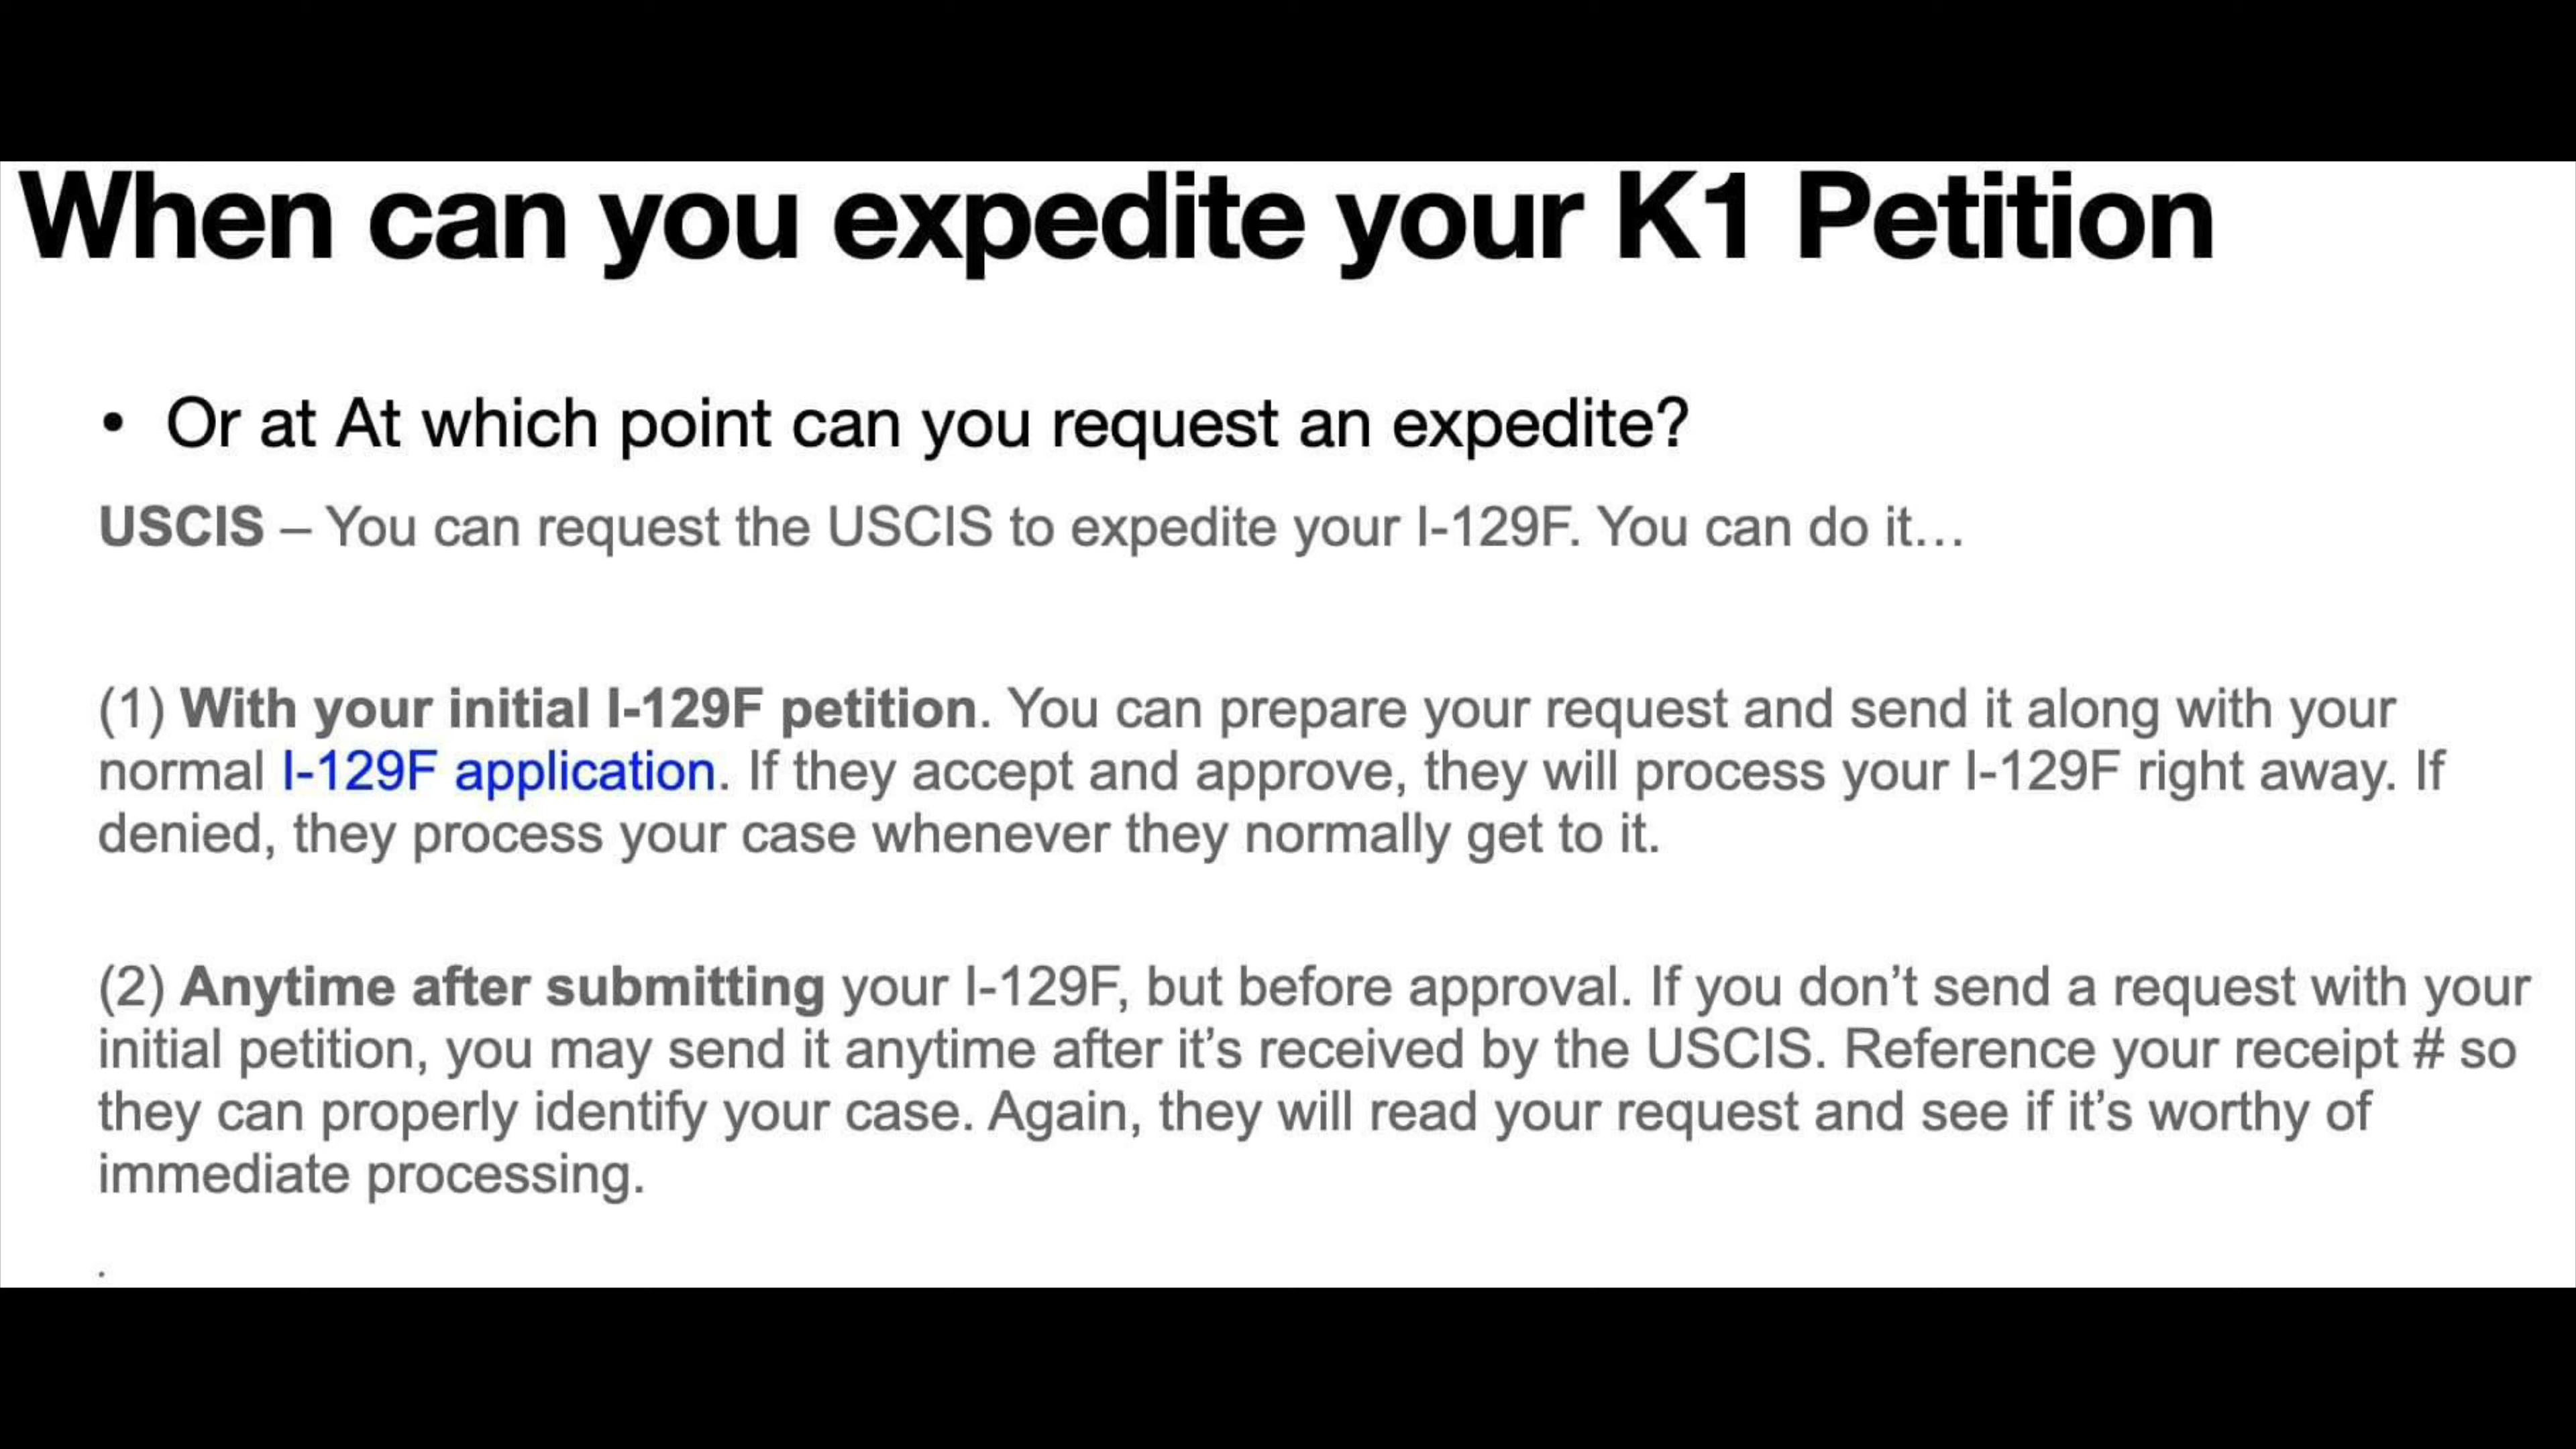 When can you expedite your K1 Petition
• Or at At which point can you request an expedite?
USCIS – You can request the USCIS to expedite your I-129F. You can do it…
(1) With your initial I-129F petition. You can prepare your request and send it along with your
normal I-129F application. If they accept and approve, they will process your I-129F right away. If
denied, they process your case whenever they normally get to it.
(2) Anytime after submitting your I-129F, but before approval. If you don’t send a request with your
initial petition, you may send it anytime after it’s received by the USCIS. Reference your receipt # so
they can properly identify your case. Again, they will read your request and see if it’s worthy of
immediate processing.
.